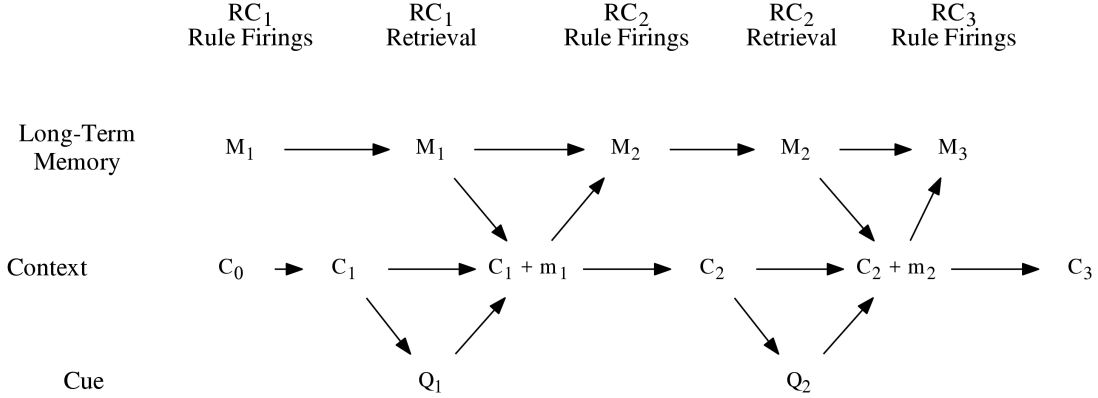 RC1 RC1 RC2 RC2 RC3
Rule Firings Retrieval Rule Firings Retrieval Rule Firings
Long-Term
Memory
M1 M1 M2 M2 M3
Context C0 C1 C1 + m1 C2 C2 + m2 C3
Cue Q1 Q2